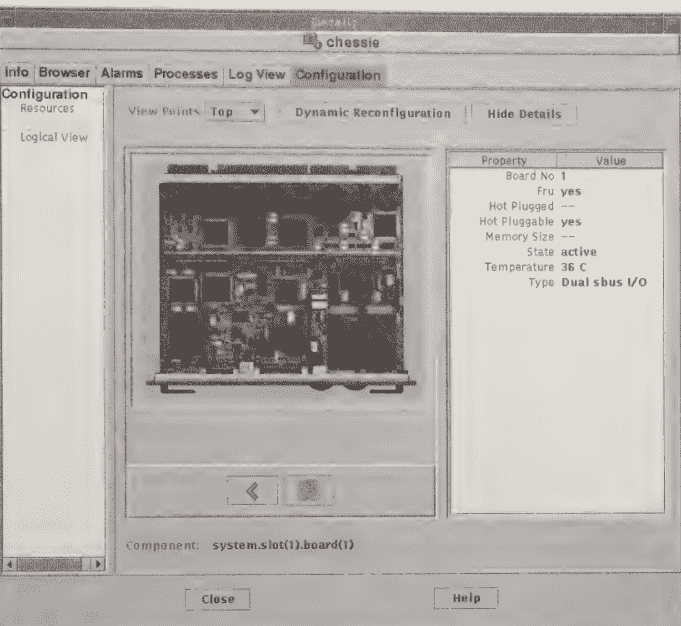 Details
chessie
Info Browser Alarms Processes Log View Configuration
Configuration
Resources
Logical View
View Points Top Dynamic Reconfiguration Hide Details
Property Value
Board No 1
Fru yes
Hot Plugged --
Hot Pluggable yes
Memory Size --
State active
Temperature 36 C
Type Dual sbus I/O
Component: system.slot(1).board(1)
Close Help